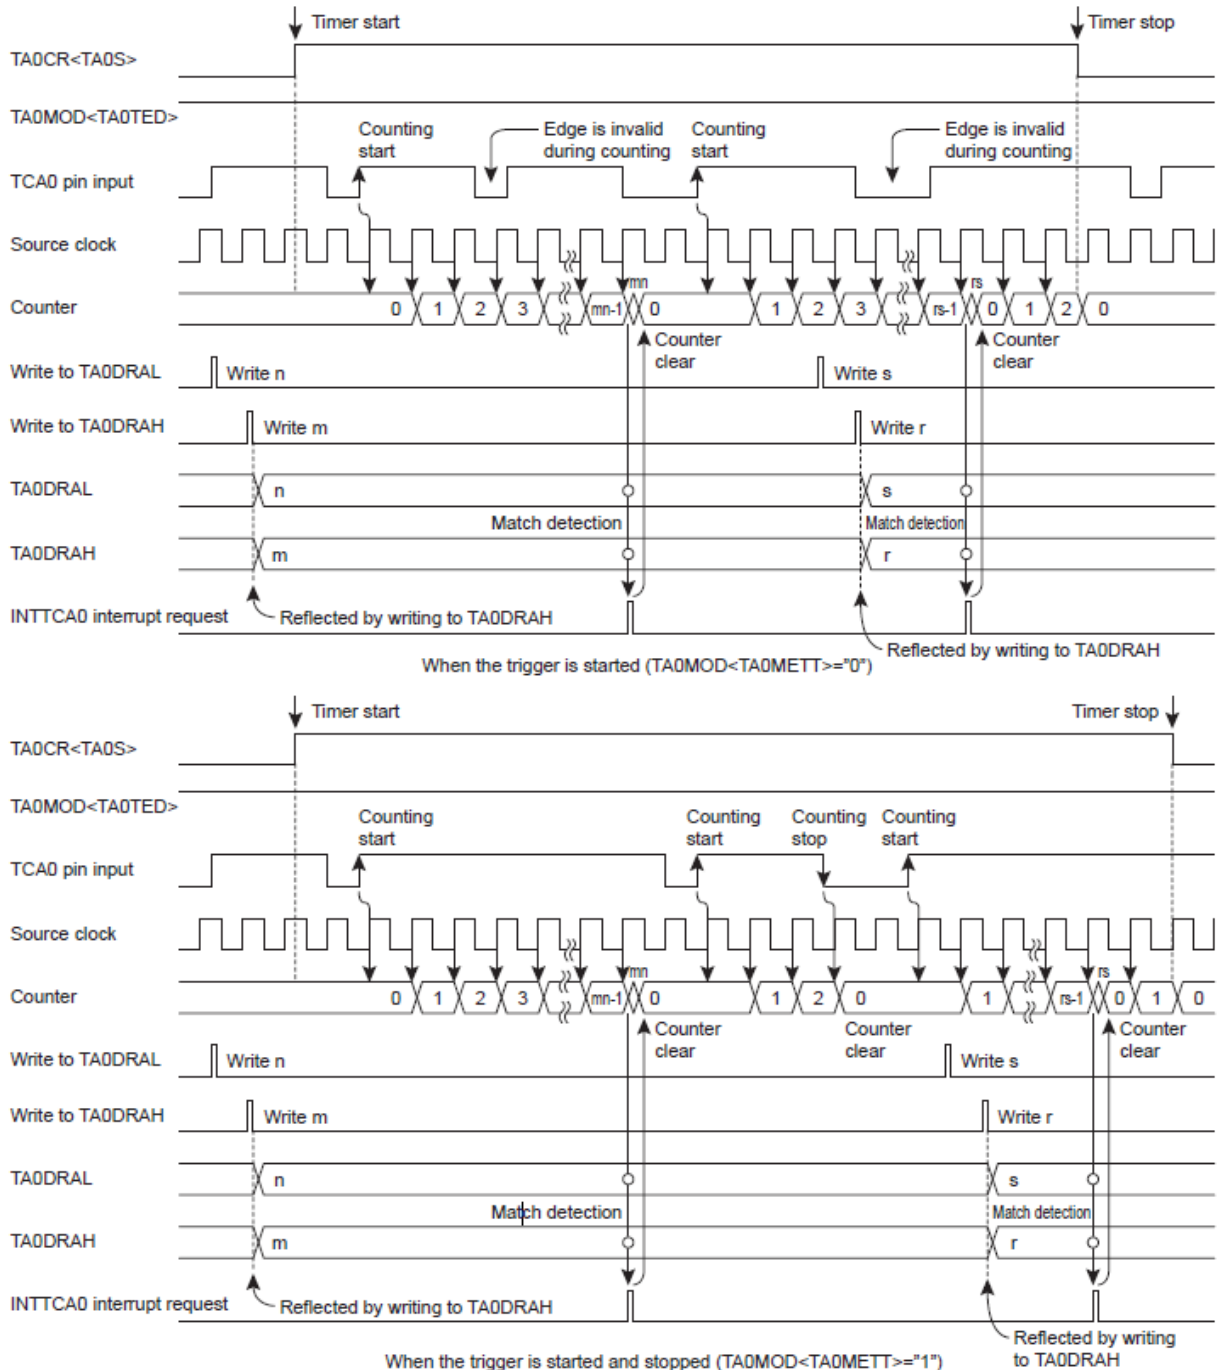 Timer start
Timer stop
TA0CR<TA0S>
TA0MOD<TA0TED>
Counting
start
Edge is invalid
during counting
Counting
start
Edge is invalid
during counting
TCA0 pin input
Source clock
Counter
0 1 2 3 mn-1 mn 0 1 2 3 rs-1 rs 0 1 2 0
Counter
clear
Counter
clear
Write to TA0DRAL
Write n
Write s
Write to TA0DRAH
Write m
Write r
TA0DRAL
n
s
Match detection
Match detection
TA0DRAH
m
r
INTTCA0 interrupt request
Reflected by writing to TA0DRAH
Reflected by writing to TA0DRAH
When the trigger is started (TA0MOD<TA0METT>="0")
Timer start
Timer stop
TA0CR<TA0S>
TA0MOD<TA0TED>
Counting
start
Counting
start
Counting
stop
Counting
start
TCA0 pin input
Source clock
Counter
0 1 2 3 mn-1 mn 0 1 2 0 1 rs-1 rs 0 1 0
Counter
clear
Counter
clear
Counter
clear
Write to TA0DRAL
Write n
Write s
Write to TA0DRAH
Write m
Write r
TA0DRAL
n
s
Match detection
Match detection
TA0DRAH
m
r
INTTCA0 interrupt request
Reflected by writing to TA0DRAH
Reflected by writing
to TA0DRAH
When the trigger is started and stopped (TA0MOD<TA0METT>="1")